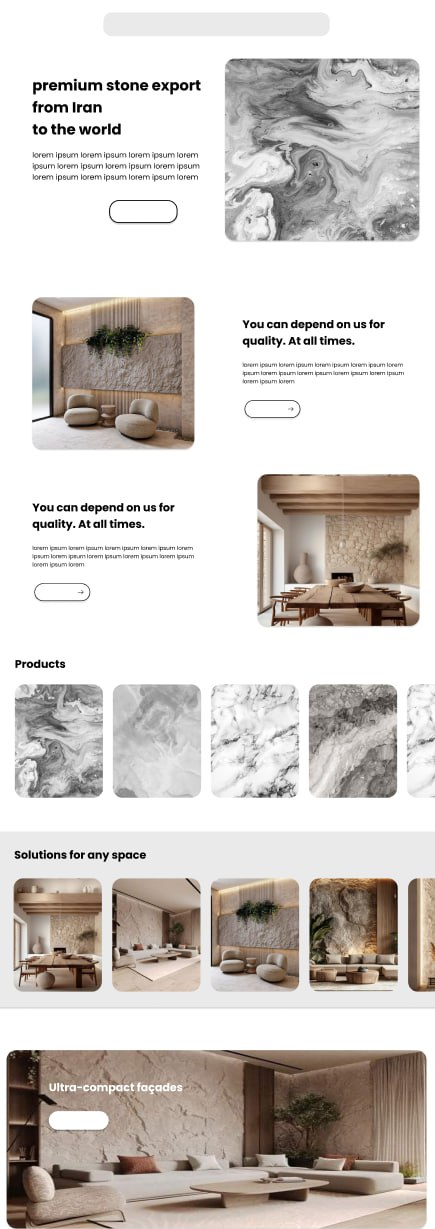 premium stone export
from Iran
to the world
lorem ipsum lorem ipsum lorem ipsum lorem
ipsum lorem ipsum lorem ipsum lorem ipsum
lorem ipsum lorem ipsum lorem ipsum lorem
You can depend on us for
quality. At all times.
lorem ipsum lorem ipsum lorem ipsum lorem ipsum lorem
ipsum lorem ipsum lorem ipsum lorem ipsum lorem ipsum
lorem ipsum lorem
You can depend on us for
quality. At all times.
lorem ipsum lorem ipsum lorem ipsum lorem ipsum lorem
ipsum lorem ipsum lorem ipsum lorem ipsum lorem ipsum
lorem ipsum lorem
Products
Solutions for any space
Ultra-compact façades